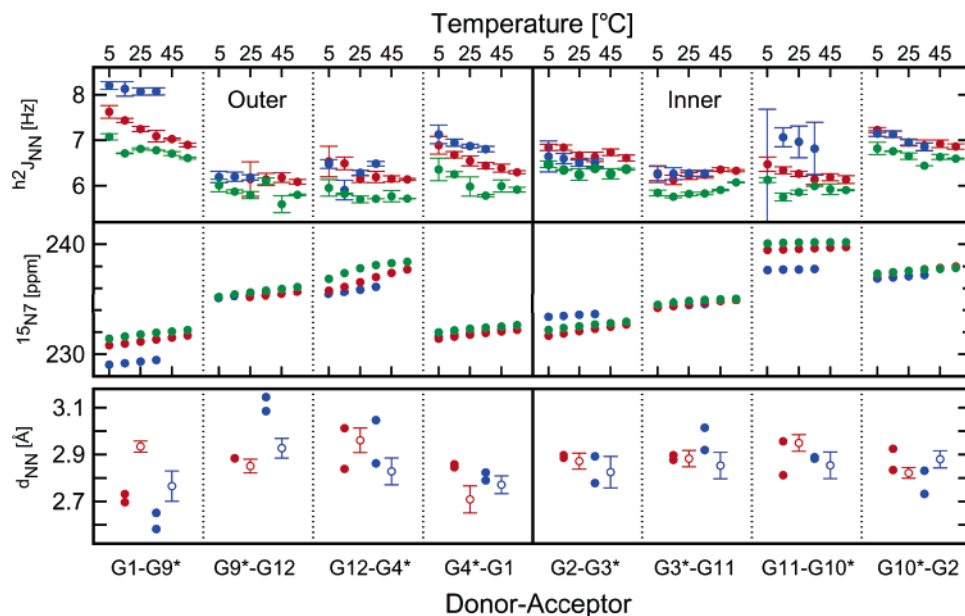 Temperature [°C]
5 25 45 5 25 45 5 25 45 5 25 45 5 25 45 5 25 45 5 25 45 5 25 45
Outer Inner
h2JNN [Hz]
8
7
6
15N7 [ppm]
240
230
dNN [Å]
3.1
2.9
2.7
G1-G9* G9*-G12 G12-G4* G4*-G1 G2-G3* G3*-G11 G11-G10* G10*-G2
Donor-Acceptor